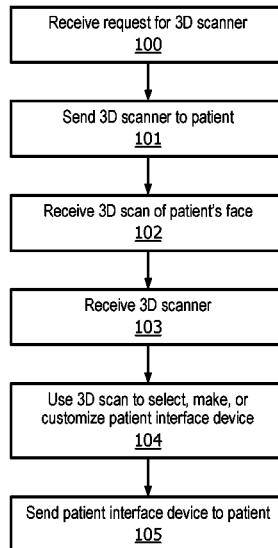 Receive request for 3D scanner
100
Send 3D scanner to patient
101
Receive 3D scan of patient's face
102
Receive 3D scanner
103
Use 3D scan to select, make, or
customize patient interface device
104
Send patient interface device to patient
105